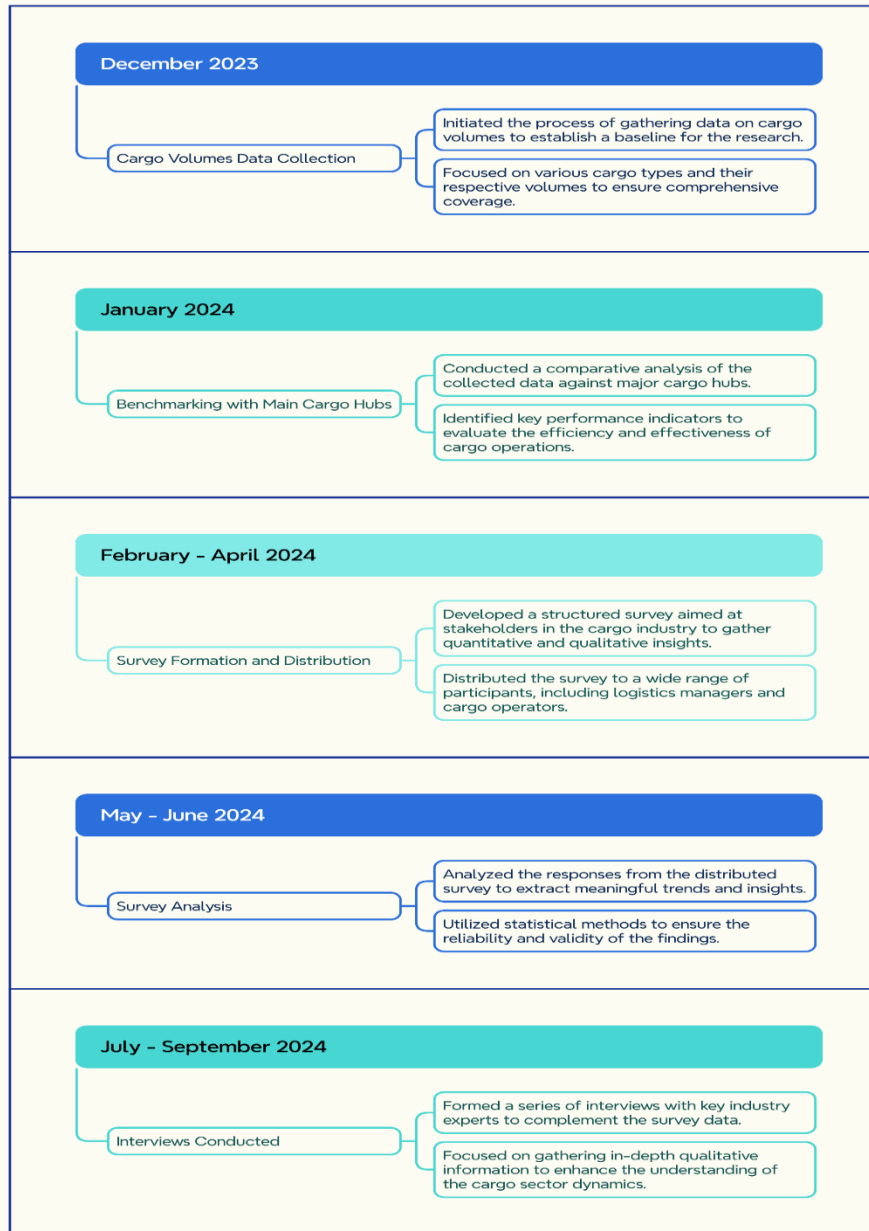 December 2023
Cargo Volumes Data Collection
Initiated the process of gathering data on cargo
volumes to establish a baseline for the research.
Focused on various cargo types and their
respective volumes to ensure comprehensive
coverage.
January 2024
Benchmarking with Main Cargo Hubs
Conducted a comparative analysis of the
collected data against major cargo hubs.
Identified key performance indicators to
evaluate the efficiency and effectiveness of
cargo operations.
February - April 2024
Survey Formation and Distribution
Developed a structured survey aimed at
stakeholders in the cargo industry to gather
quantitative and qualitative insights.
Distributed the survey to a wide range of
participants, including logistics managers and
cargo operators.
May - June 2024
Survey Analysis
Analyzed the responses from the distributed
survey to extract meaningful trends and insights.
Utilized statistical methods to ensure the
reliability and validity of the findings.
July - September 2024
Interviews Conducted
Formed a series of interviews with key industry
experts to complement the survey data.
Focused on gathering in-depth qualitative
information to enhance the understanding of
the cargo sector dynamics.